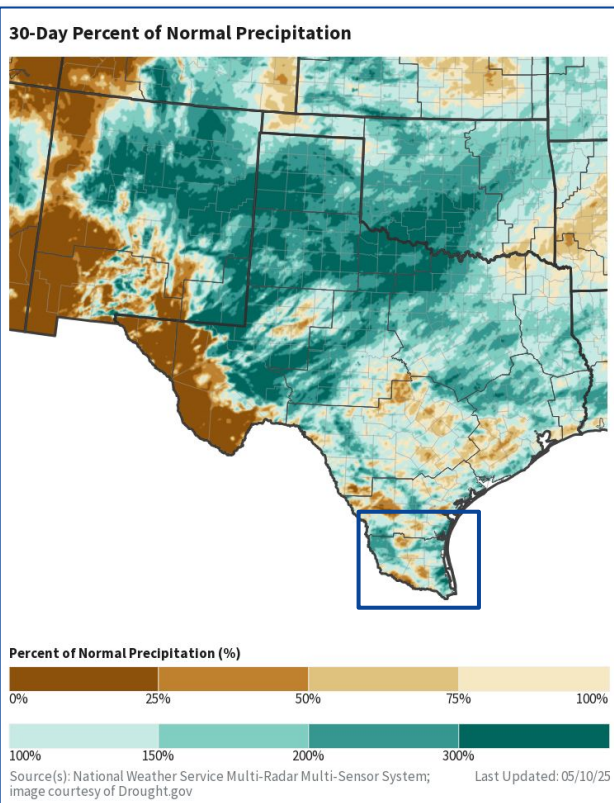 30-Day Percent of Normal Precipitation
Percent of Normal Precipitation (%)
0% 25% 50% 75% 100%
100% 150% 200% 300%
Source(s): National Weather Service Multi-Radar Multi-Sensor System; Last Updated: 05/10/25
image courtesy of Drought.gov